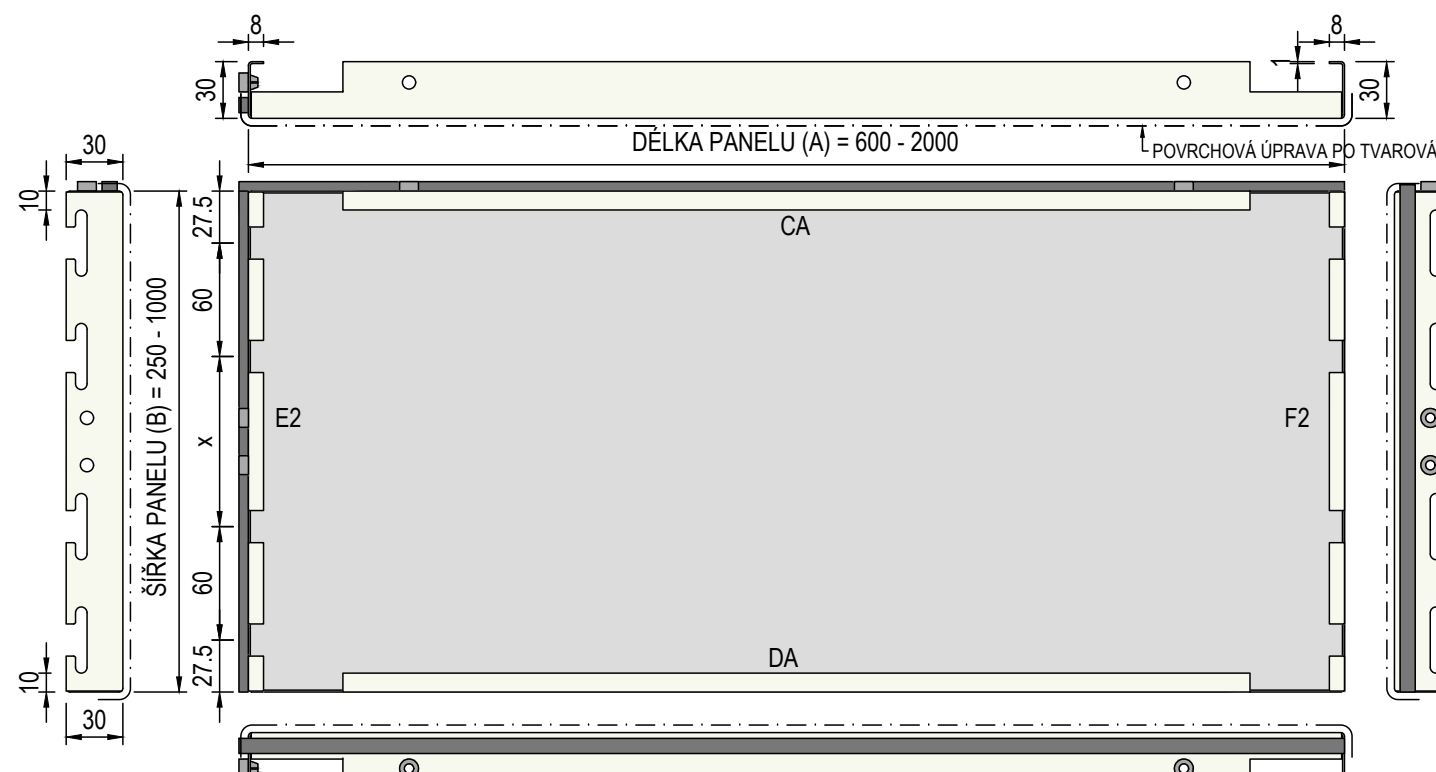 8
8
30
1
30
DÉLKA PANELU (A) = 600 - 2000
POVRCHOVÁ ÚPRAVA PO TVAROVÁ
30
10
27.5
CA
60
ŠÍŘKA PANELU (B) = 250 - 1000
E2
F2
x
60
27.5
DA
10
30